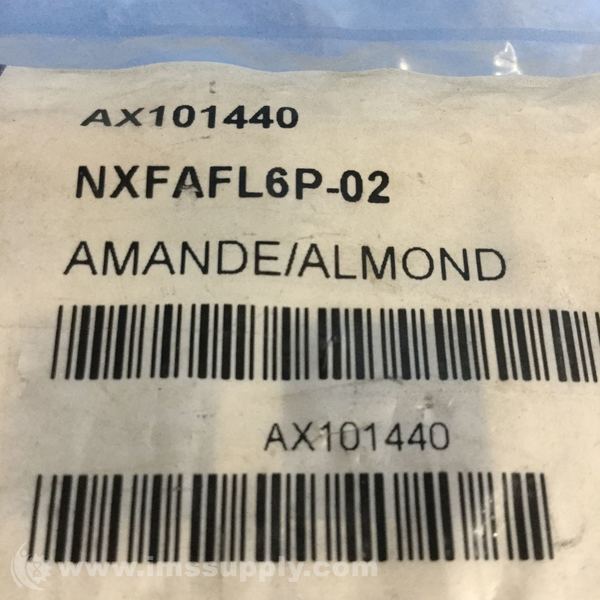 AX101440
NXFAFL6P-02
AMANDE/ALMOND
AX101440
www.imssupply.com